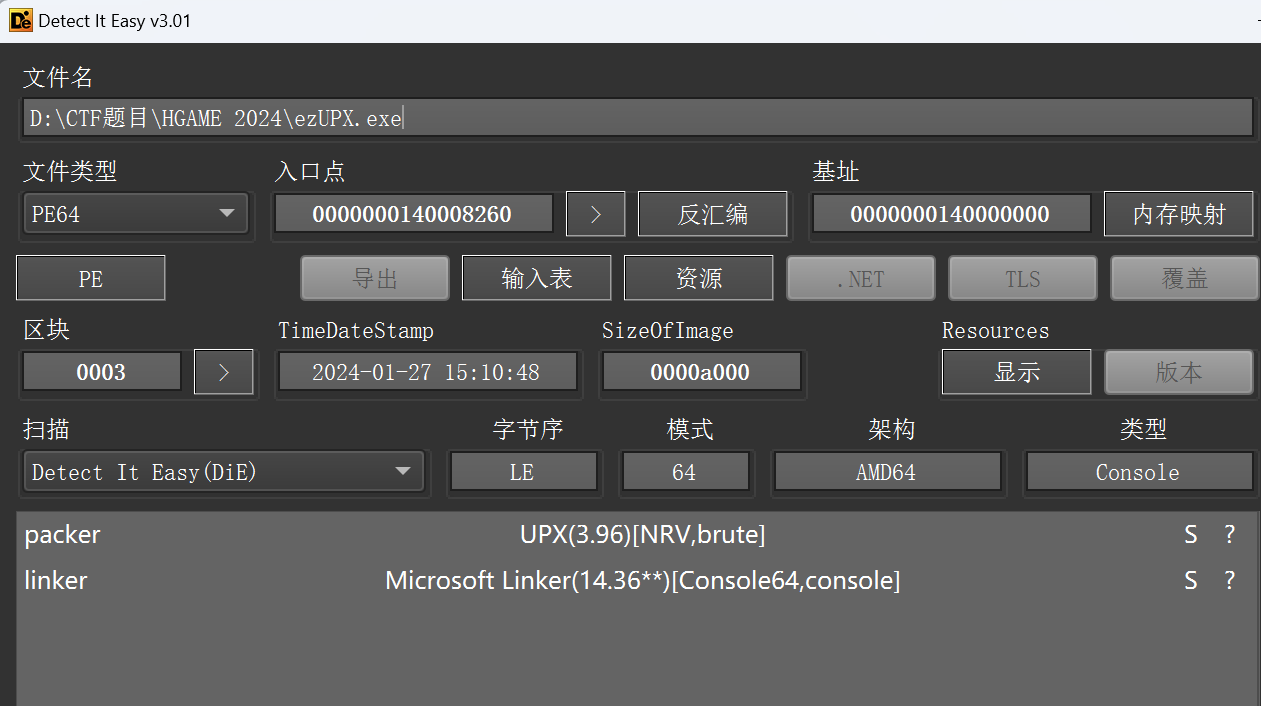 Detect It Easy v3.01
文件名
D:\CTF题目\HGAME 2024\ezUPX.exe
文件类型 入口点 基址
PE64 0000000140008260 > 反汇编 0000000140000000 内存映射
PE 导出 输入表 资源 .NET TLS 覆盖
区块 TimeDateStamp SizeOfImage Resources
0003 > 2024-01-27 15:10:48 0000a000 显示 版本
扫描 字节序 模式 架构 类型
Detect It Easy(DiE) LE 64 AMD64 Console
packer UPX(3.96)[NRV,brute] S ?
linker Microsoft Linker(14.36**)[Console64,console] S ?